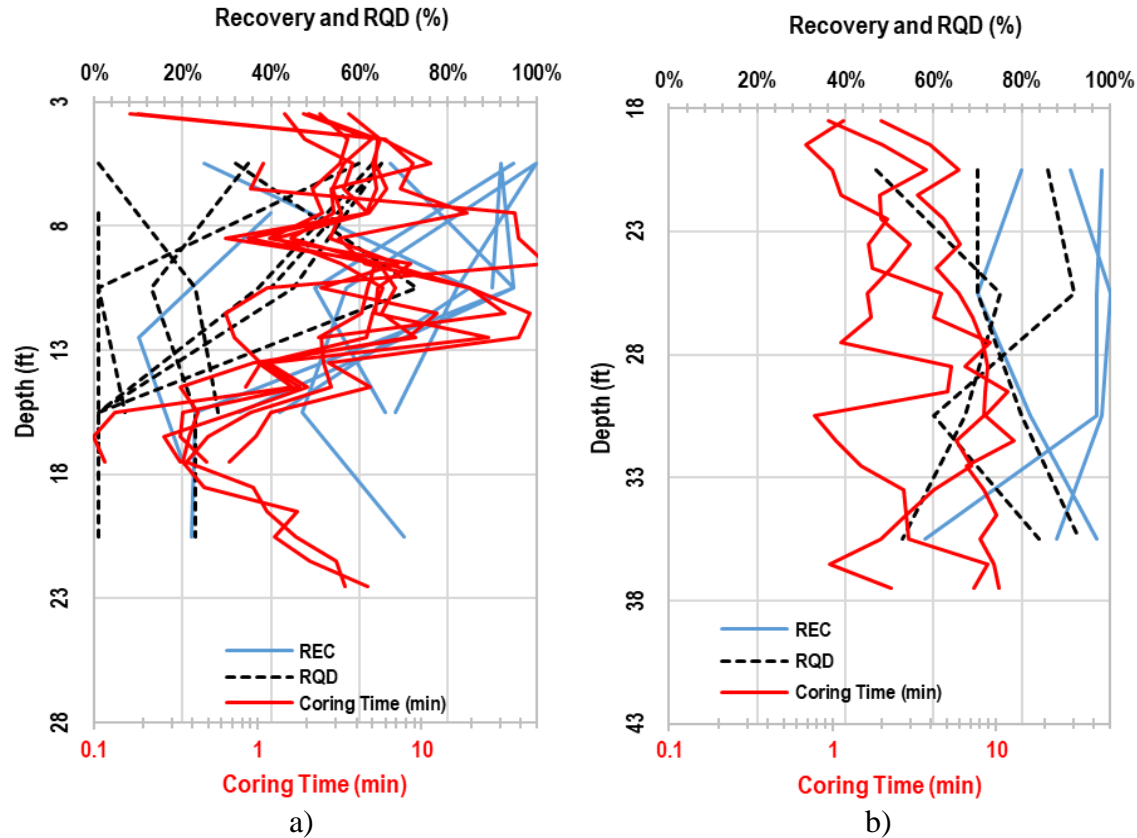 Recovery and RQD (%)
0% 20% 40% 60% 80% 100%
3
8
13
18
23
28
Depth (ft)
REC
RQD
Coring Time (min)
0.1 1 10
Coring Time (min)
a)
Recovery and RQD (%)
0% 20% 40% 60% 80% 100%
18
23
28
33
38
43
Depth (ft)
REC
RQD
Coring Time (min)
0.1 1 10
Coring Time (min)
b)